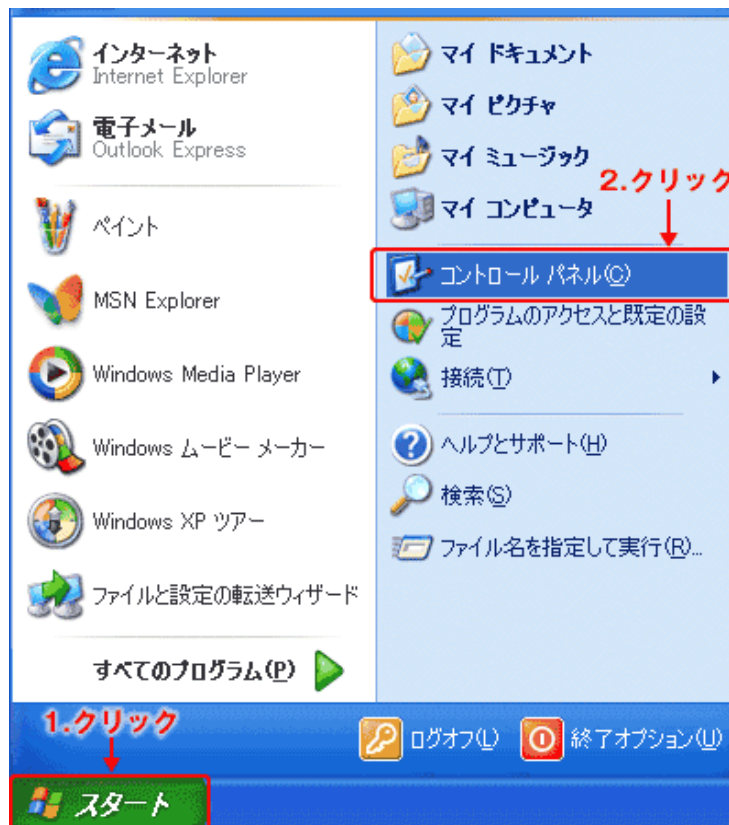 インターネット
Internet Explorer
電子メール
Outlook Express
ペイント
MSN Explorer
Windows Media Player
Windows ムービー メーカー
Windows XP ツアー
ファイルと設定の転送ウィザード
すべてのプログラム(P)
マイ ドキュメント
マイ ピクチャ
マイ ミュージック
2.クリック
マイ コンピュータ
コントロール パネル(C)
プログラムのアクセスと既定の設
定
接続(T)
ヘルプとサポート(H)
検索(S)
ファイル名を指定して実行(R)...
1.クリック
ログオフ(L)
終了オプション(U)
スタート